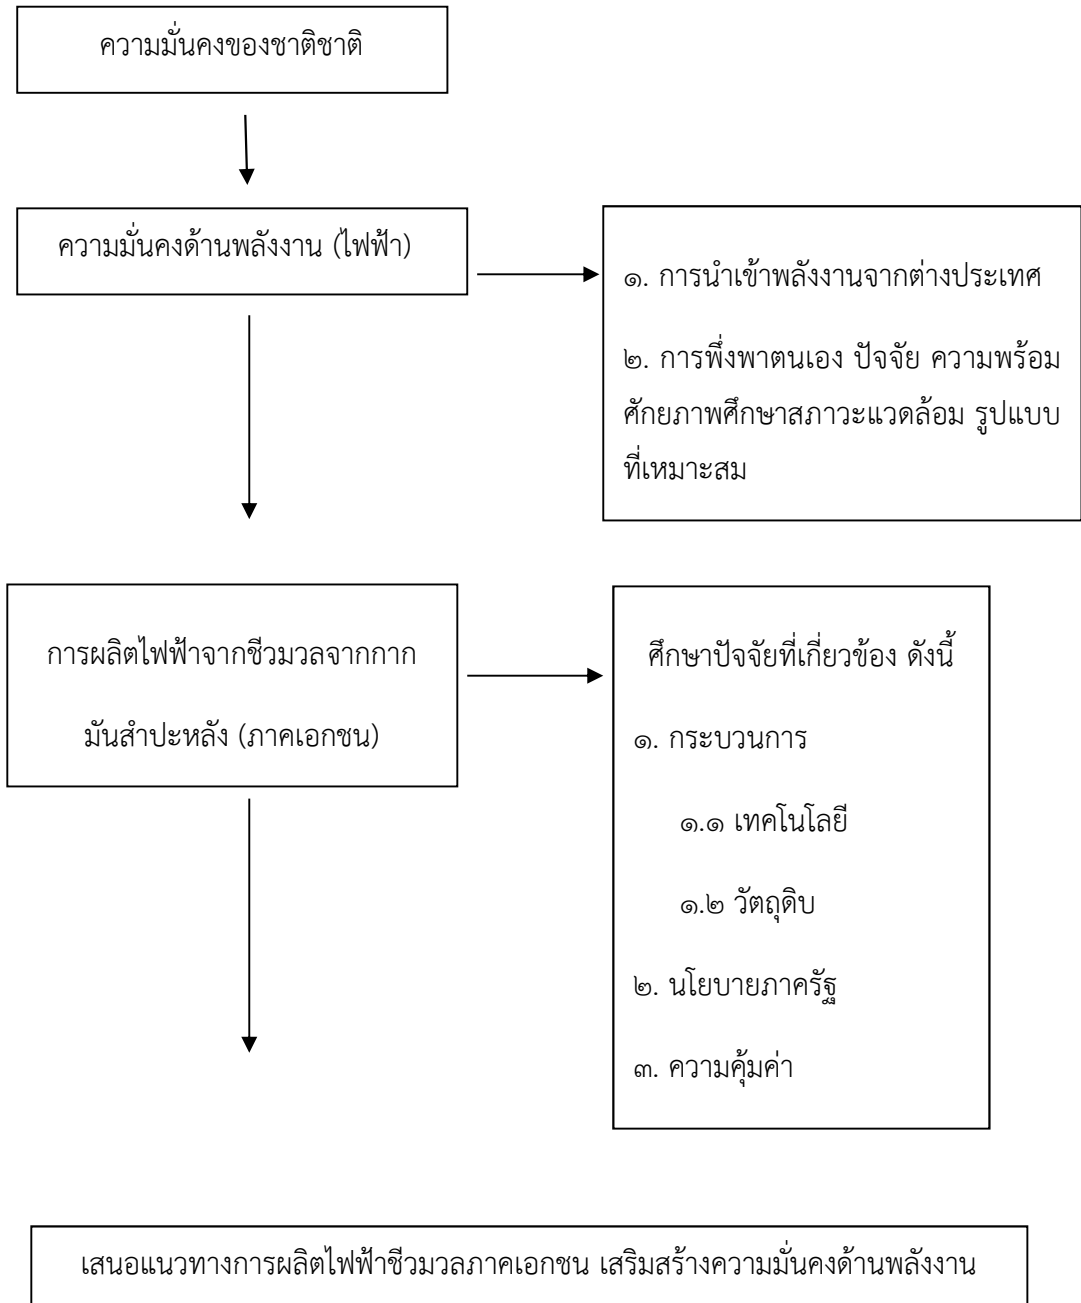 ความมั่นคงของชาติชาติ
ความมั่นคงด้านพลังงาน (ไฟฟ้า)
๑. การนำเข้าพลังงานจากต่างประเทศ
๒. การพึ่งพาตนเอง ปัจจัย ความพร้อม
ศักยภาพศึกษาสภาวะแวดล้อม รูปแบบ
ที่เหมาะสม
การผลิตไฟฟ้าจากชีวมวลจากกาก
มันสำปะหลัง (ภาคเอกชน)
ศึกษาปัจจัยที่เกี่ยวข้อง ดังนี้
๑. กระบวนการ
๑.๑ เทคโนโลยี
๑.๒ วัตถุดิบ
๒. นโยบายภาครัฐ
๓. ความคุ้มค่า
เสนอแนวทางการผลิตไฟฟ้าชีวมวลภาคเอกชน เสริมสร้างความมั่นคงด้านพลังงาน